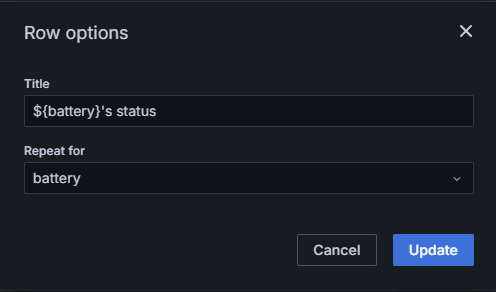 Row options
Title
${battery}'s status
Repeat for
battery
Cancel
Update